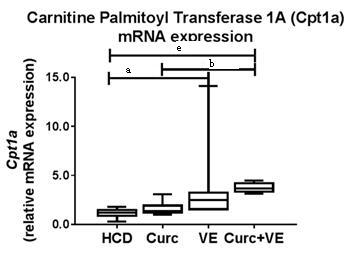 Carnitine Palmitoyl Transferase 1A (Cpt1a)
mRNA expression
e
b
a
15.0
10.0
5.0
0.0
Cpt1a
(relative mRNA expression)
HCD Curc VE Curc+VE